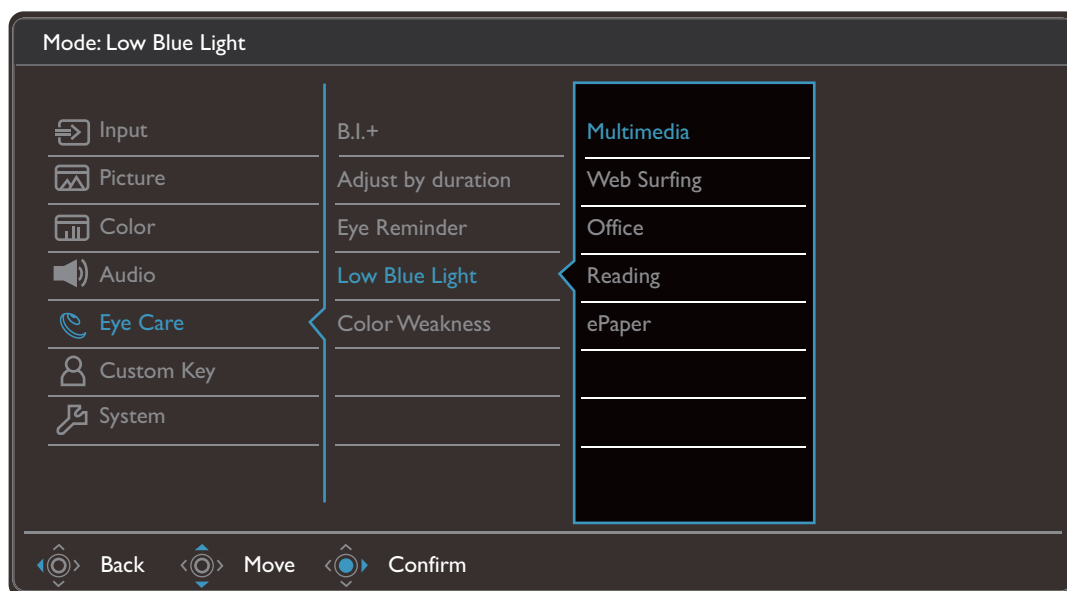 Mode: Low Blue Light
Input
Picture
Color
Audio
Eye Care
Custom Key
System
B.I.+
Adjust by duration
Eye Reminder
Low Blue Light
Color Weakness
Multimedia
Web Surfing
Office
Reading
ePaper
Back Move Confirm